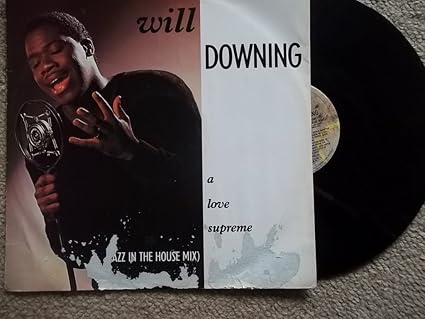 will
DOWNING
a
love
supreme
AZZ IN THE HOUSE MIX)